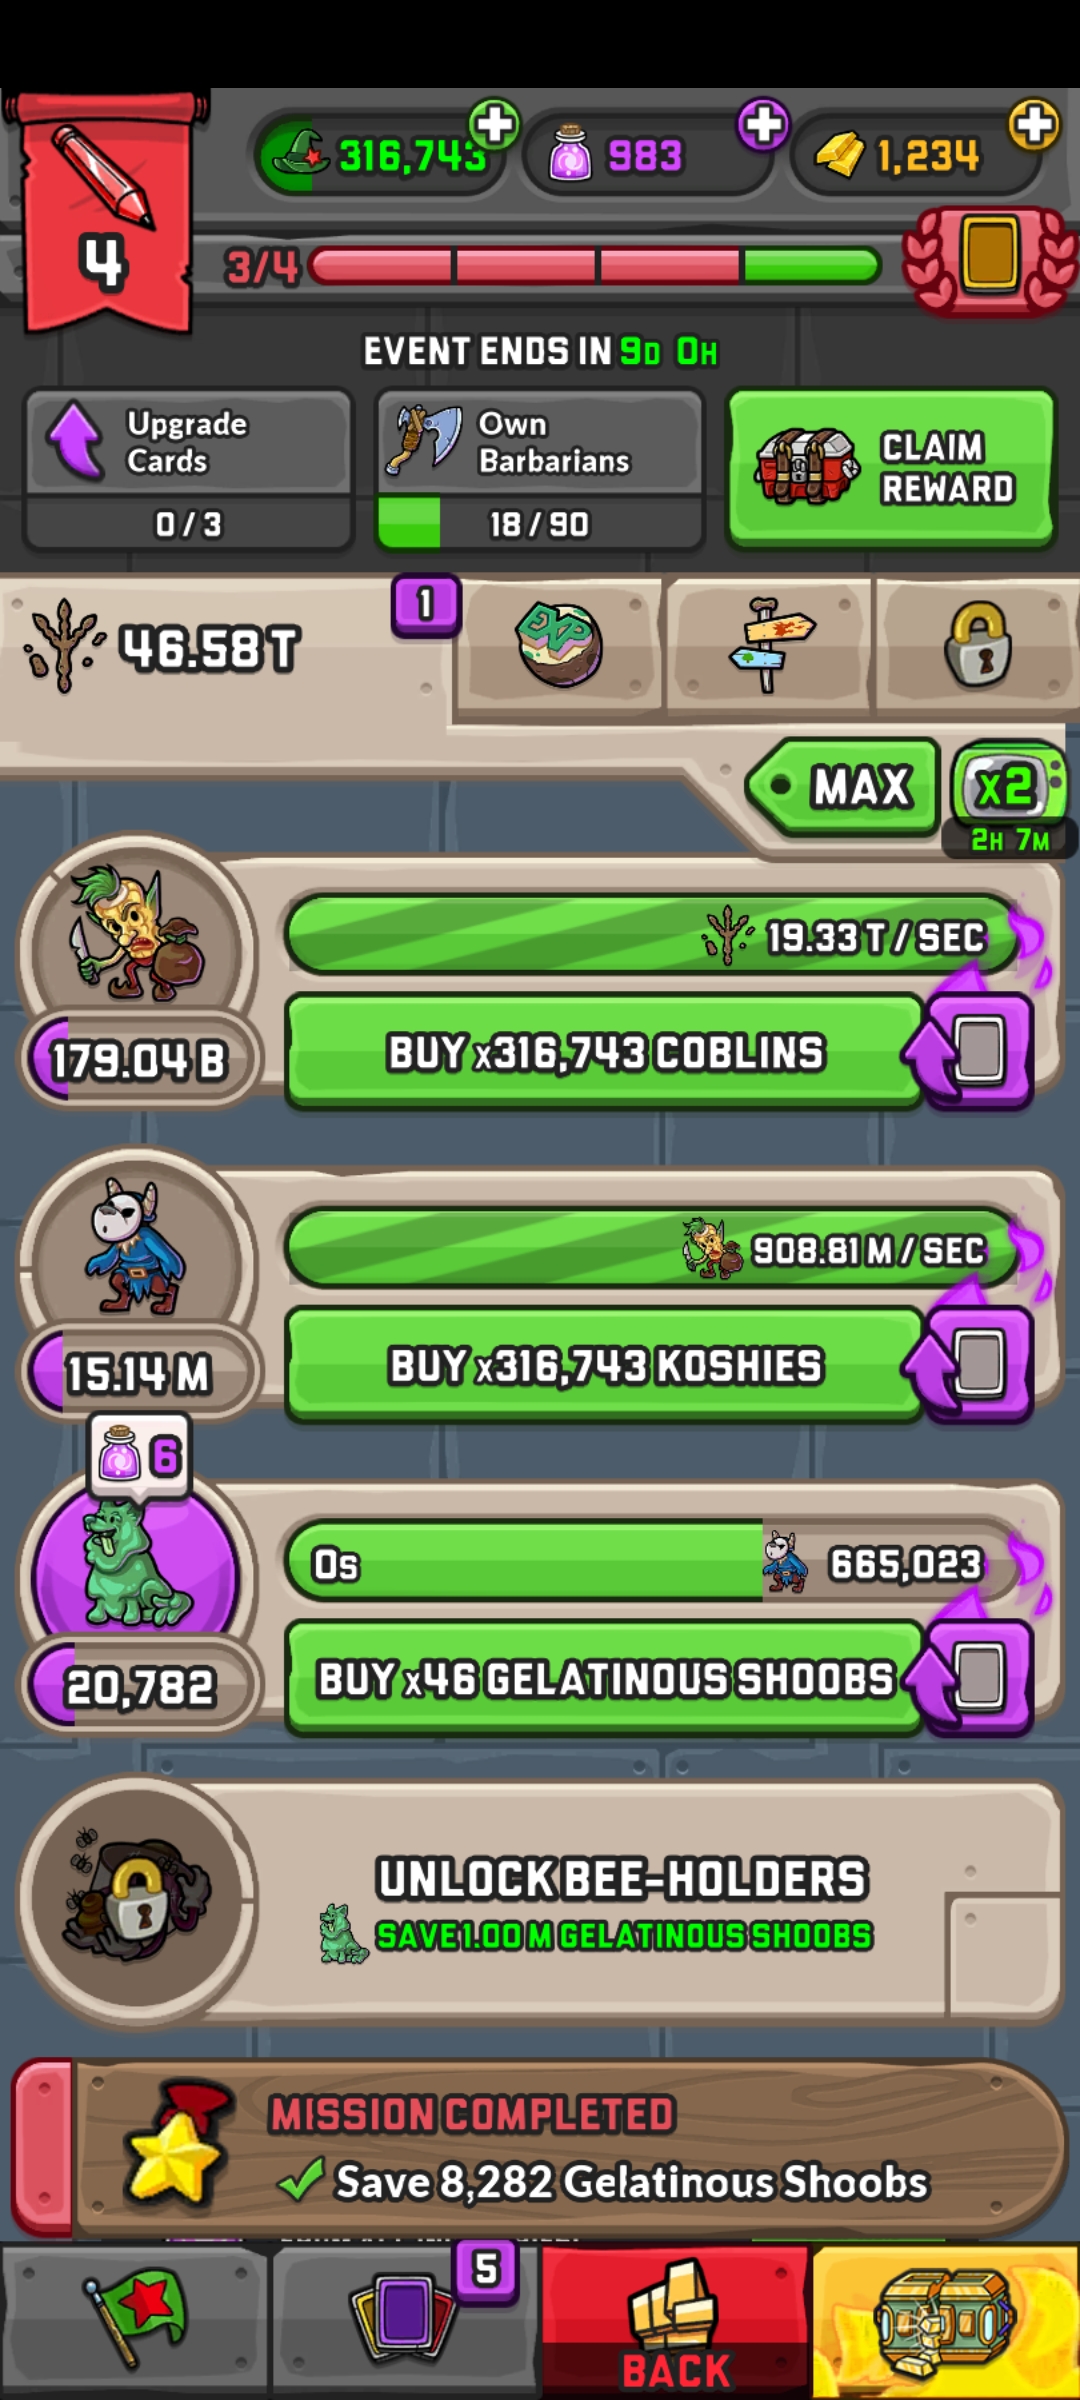 316,743
983
1,234
4
3/4
EVENT ENDS IN 9D 0H
Upgrade
Cards
0 / 3
Own
Barbarians
18 / 90
CLAIM
REWARD
46.58 T
1
EXP
MAX
x2
2H 7M
19.33 T / SEC
179.04 B
BUY x316,743 COBLINS
908.81 M / SEC
15.14 M
BUY x316,743 KOSHIES
6
0s
665,023
20,782
BUY x46 GELATINOUS SHOOBS
UNLOCK BEE-HOLDERS
SAVE 1.00 M GELATINOUS SHOOBS
MISSION COMPLETED
Save 8,282 Gelatinous Shoobs
5
BACK